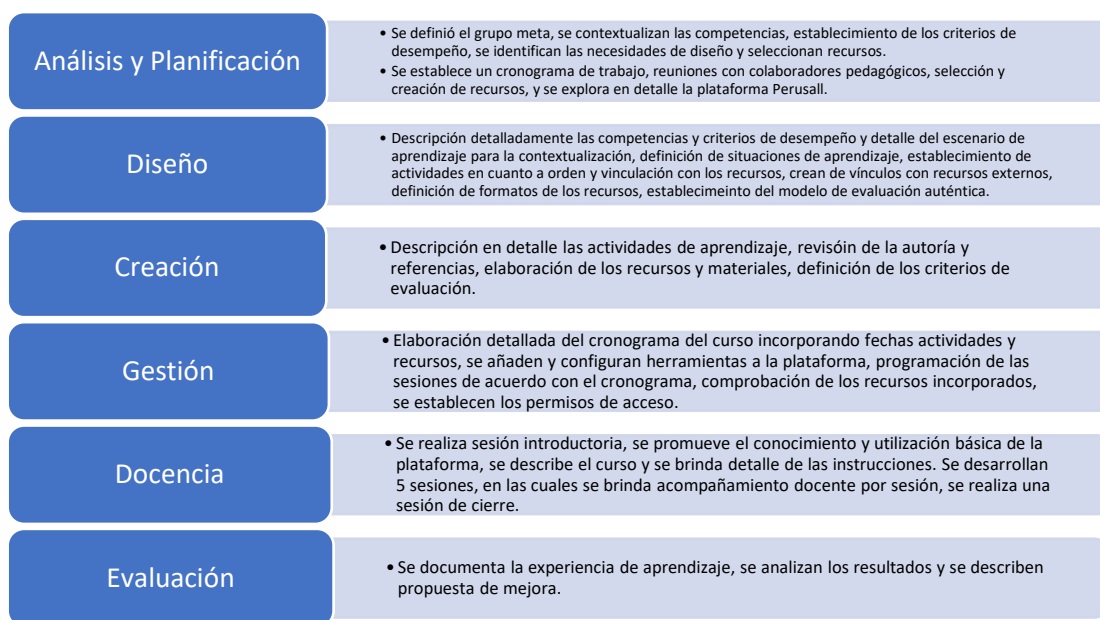 Análisis y Planificación
• Se definió el grupo meta, se contextualizan las competencias, establecimiento de los criterios de
desempeño, se identifican las necesidades de diseño y seleccionan recursos.
• Se establece un cronograma de trabajo, reuniones con colaboradores pedagógicos, selección y
creación de recursos, y se explora en detalle la plataforma Perusall.
Diseño
• Descripción detalladamente las competencias y criterios de desempeño y detalle del escenario de
aprendizaje para la contextualización, definición de situaciones de aprendizaje, establecimiento de
actividades en cuanto a orden y vinculación con los recursos, crean de vínculos con recursos externos,
definición de formatos de los recursos, establecimeinto del modelo de evaluación auténtica.
Creación
• Descripción en detalle las actividades de aprendizaje, revisóin de la autoría y
referencias, elaboración de los recursos y materiales, definición de los criterios de
evaluación.
Gestión
• Elaboración detallada del cronograma del curso incorporando fechas actividades y
recursos, se añaden y configuran herramientas a la plataforma, programación de las
sesiones de acuerdo con el cronograma, comprobación de los recursos incorporados,
se establecen los permisos de acceso.
Docencia
• Se realiza sesión introductoria, se promueve el conocimiento y utilización básica de la
plataforma, se describe el curso y se brinda detalle de las instrucciones. Se desarrollan
5 sesiones, en las cuales se brinda acompañamiento docente por sesión, se realiza una
sesión de cierre.
Evaluación
• Se documenta la experiencia de aprendizaje, se analizan los resultados y se describen
propuesta de mejora.